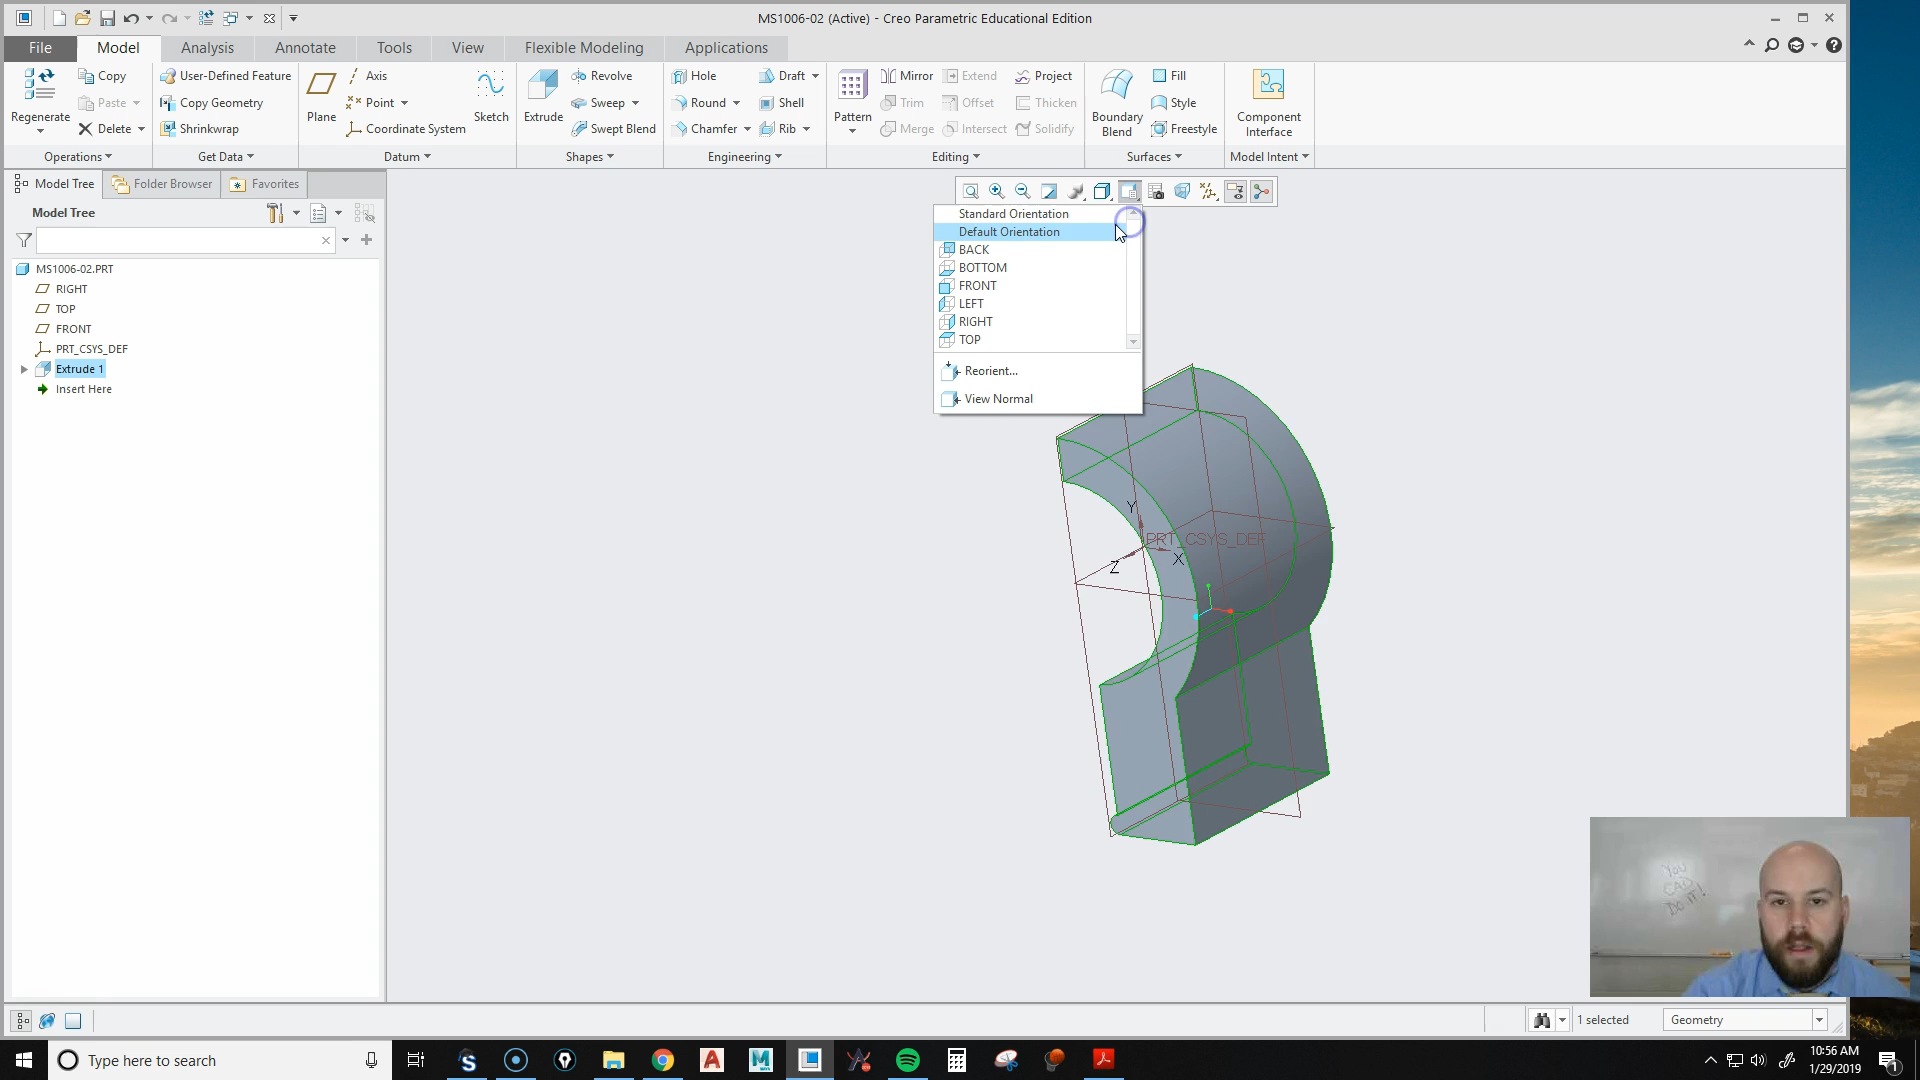 MS1006-02 (Active) - Creo Parametric Educational Edition
File Model Analysis Annotate Tools View Flexible Modeling Applications
Regenerate Copy Paste Delete
User-Defined Feature Copy Geometry Shrinkwrap
Plane Axis Point Coordinate System Sketch
Extrude Revolve Sweep Swept Blend
Hole Round Chamfer Draft Shell Rib
Pattern Mirror Trim Merge Extend Offset Intersect Project Thicken Solidify
Boundary Blend Fill Style Freestyle
Component Interface
Operations Get Data Datum Shapes Engineering Editing Surfaces Model Intent
Model Tree Folder Browser Favorites
Model Tree
MS1006-02.PRT
RIGHT
TOP
FRONT
PRT_CSYS_DEF
Extrude 1
Insert Here
Standard Orientation
Default Orientation
BACK
BOTTOM
FRONT
LEFT
RIGHT
TOP
Reorient...
View Normal
Y
PRT_CSYS_DEF
X
Z
YOU
CAD
DO IT!
1 selected
Geometry
Type here to search
10:56 AM
1/29/2019
1